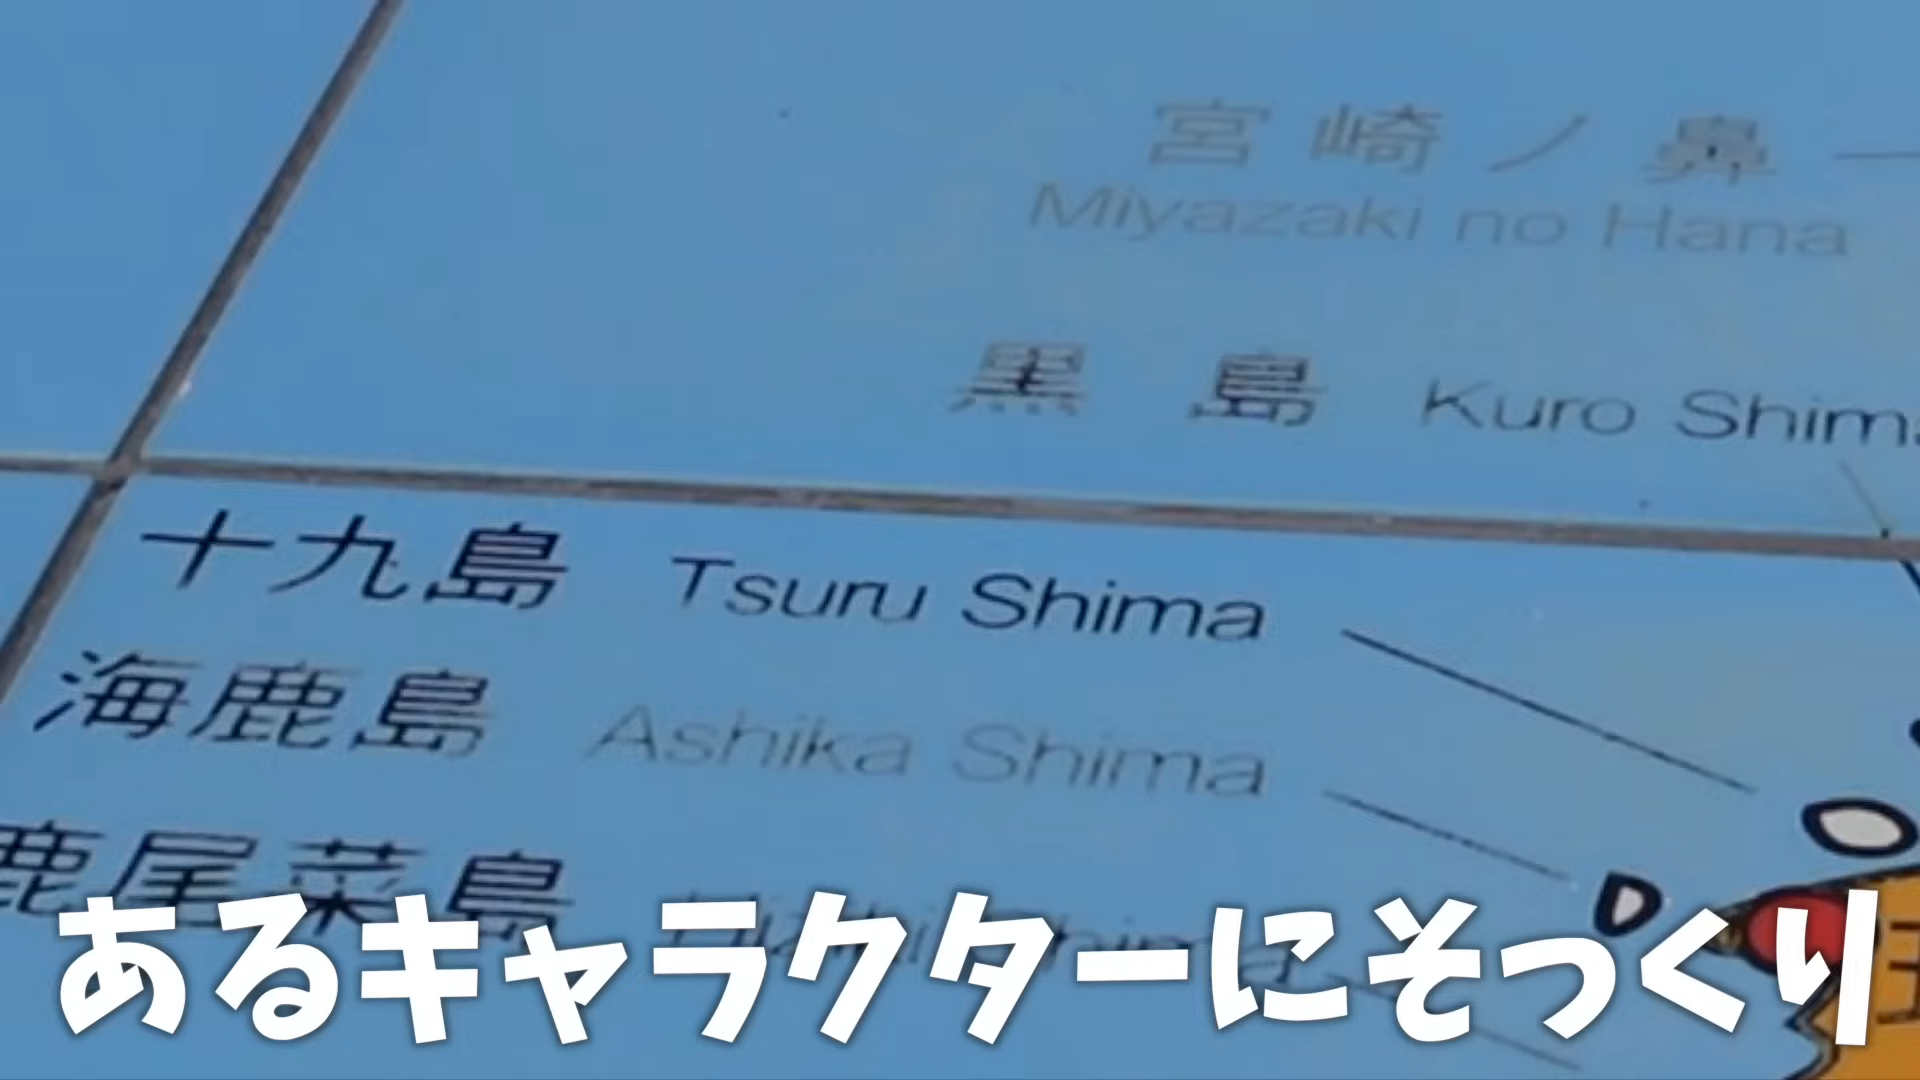 宮崎ノ鼻
Miyazaki no Hana
黒島 Kuro Shima
十九島 Tsuru Shima
海鹿島 Ashika Shima
鹿尾菜島
あるキャラクターにそっくり